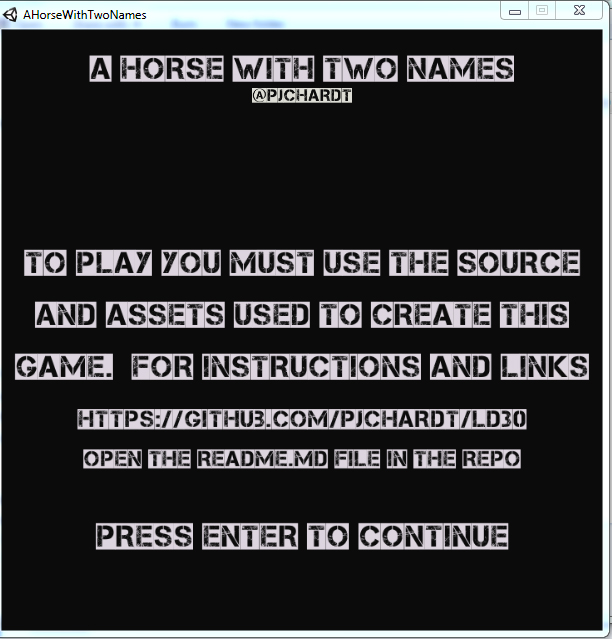 AHorseWithTwoNames
A HORSE WITH TWO NAMES
@PJCHARDT
TO PLAY YOU MUST USE THE SOURCE
AND ASSETS USED TO CREATE THIS
GAME. FOR INSTRUCTIONS AND LINKS
HTTPS://GITHUB.COM/PJCHARDT/LD30
OPEN THE README.MD FILE IN THE REPO
PRESS ENTER TO CONTINUE